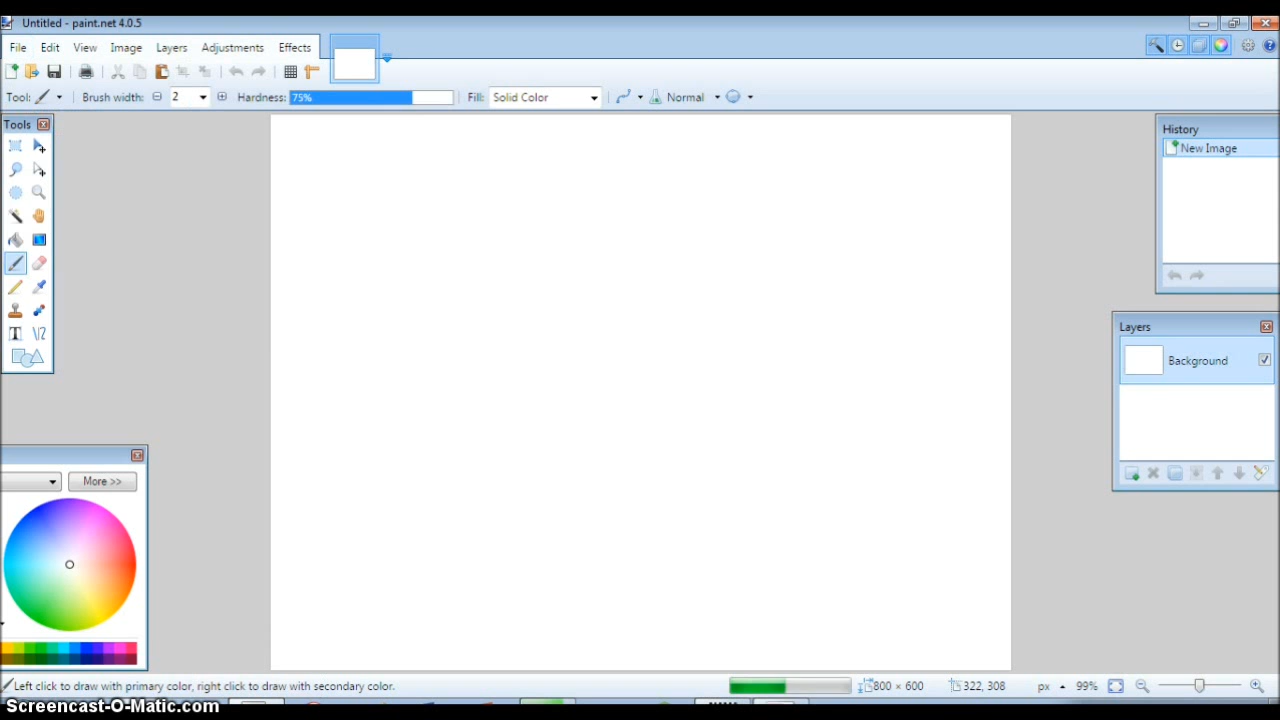 Untitled - paint.net 4.0.5
File Edit View Image Layers Adjustments Effects
Tool: Brush width: 2 Hardness: 75% Fill: Solid Color Normal
Tools
History
New Image
Layers
Background
More >>
Left click to draw with primary color, right click to draw with secondary color.
800 × 600 322, 308 px 99%
Screencast-O-Matic.com